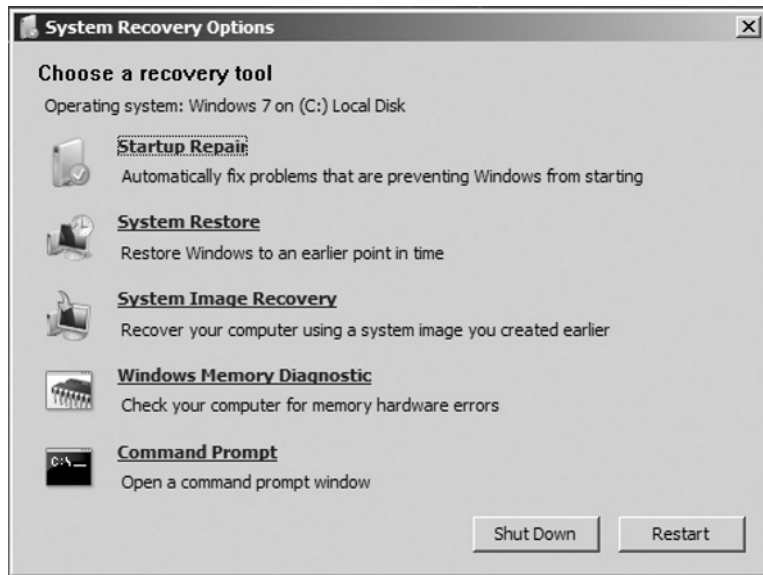 System Recovery Options
Choose a recovery tool
Operating system: Windows 7 on (C:) Local Disk
Startup Repair
Automatically fix problems that are preventing Windows from starting
System Restore
Restore Windows to an earlier point in time
System Image Recovery
Recover your computer using a system image you created earlier
Windows Memory Diagnostic
Check your computer for memory hardware errors
C:\_
Command Prompt
Open a command prompt window
Shut Down
Restart